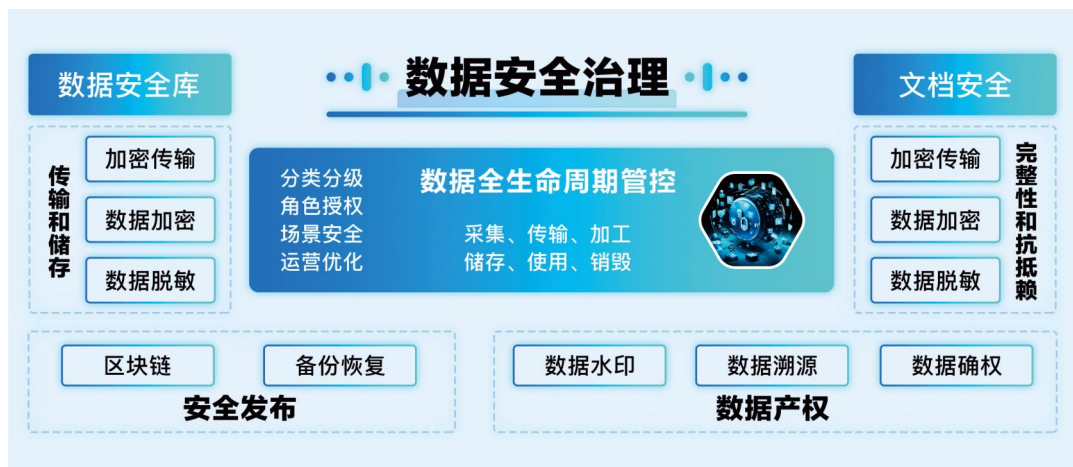 数据安全治理
数据安全库
传输和储存
加密传输
数据加密
数据脱敏
分类分级
角色授权
场景安全
运营优化
数据全生命周期管控
采集、传输、加工
储存、使用、销毁
文档安全
加密传输
数据加密
数据脱敏
完整性和抗抵赖
区块链
备份恢复
安全发布
数据水印
数据溯源
数据确权
数据产权